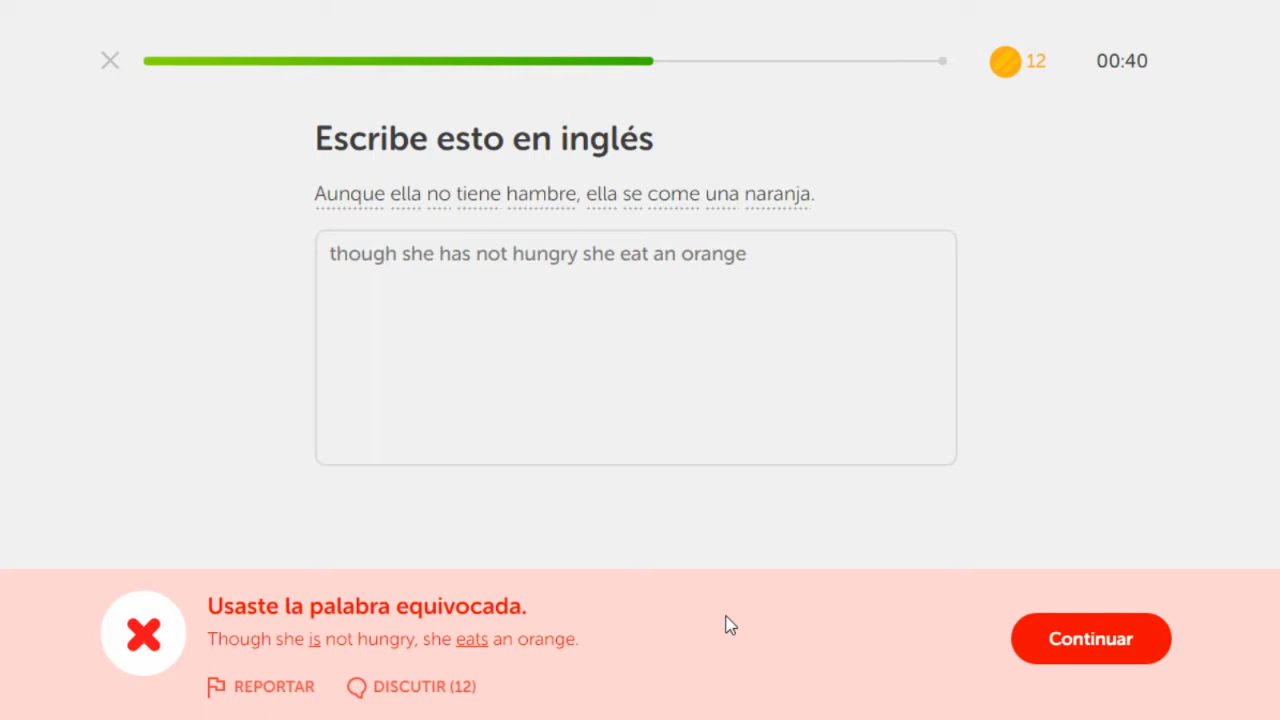 12
00:40
Escribe esto en inglés
Aunque ella no tiene hambre, ella se come una naranja.
though she has not hungry she eat an orange
Usaste la palabra equivocada.
Though she is not hungry, she eats an orange.
REPORTAR
DISCUTIR (12)
Continuar